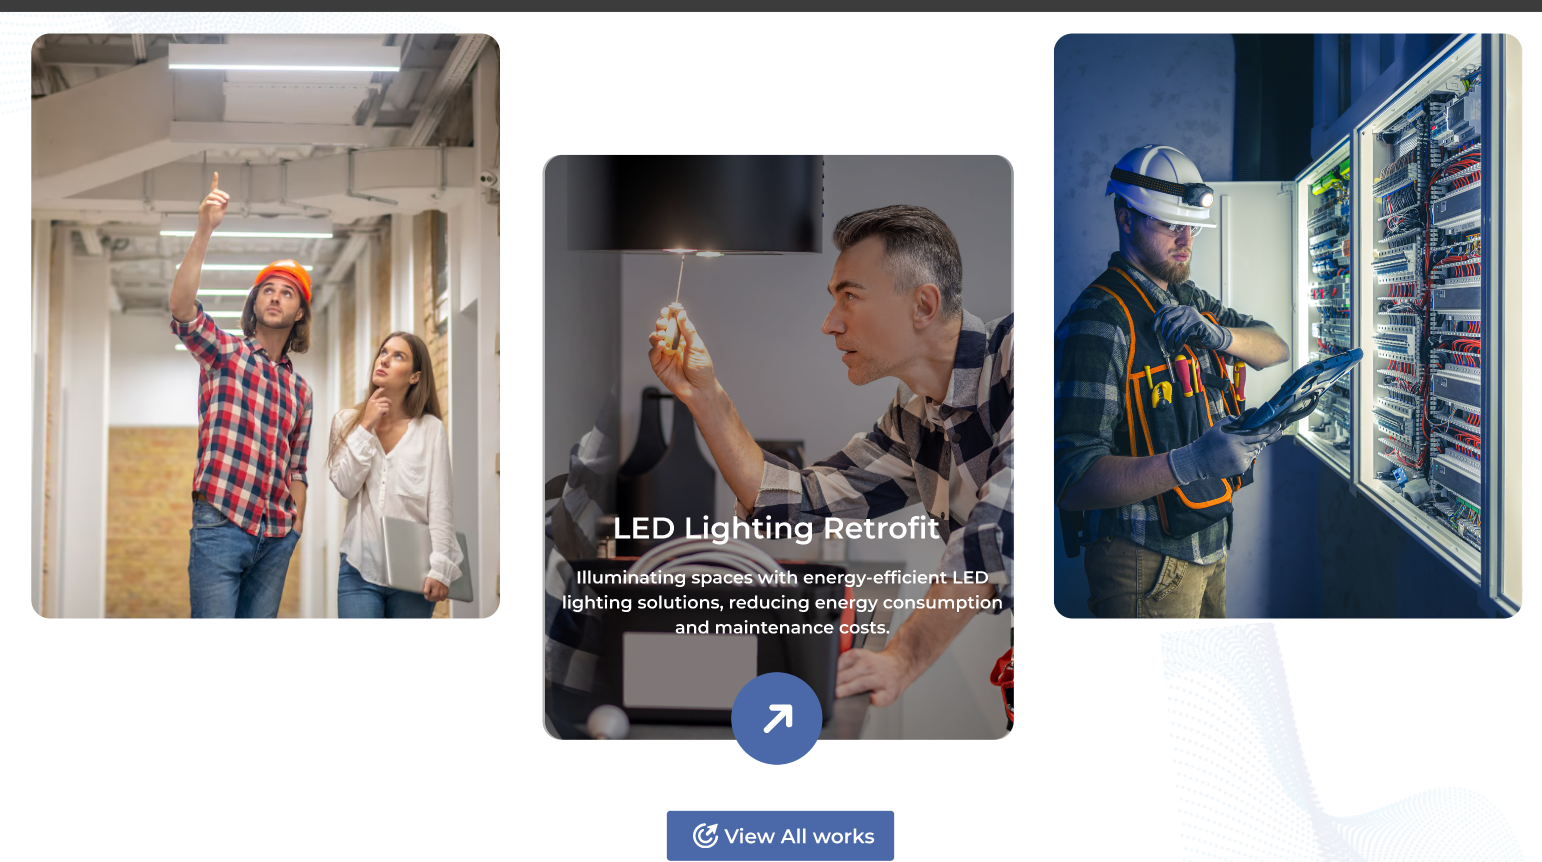 LED Lighting Retrofit
Illuminating spaces with energy-efficient LED
lighting solutions, reducing energy consumption
and maintenance costs.
View All works